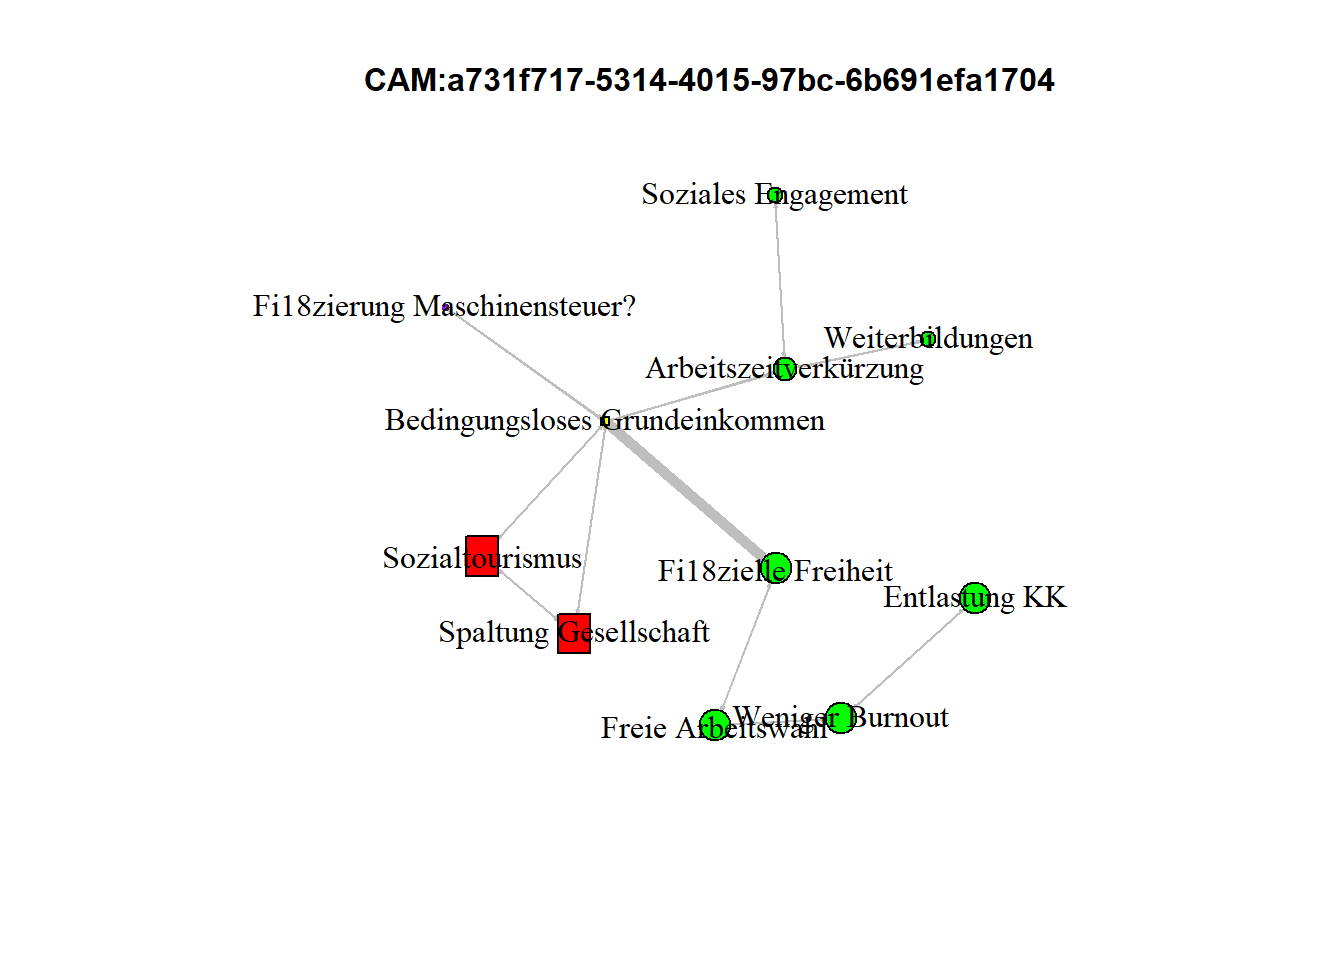 CAM:a731f717-5314-4015-97bc-6b691efa1704
Soziales Engagement
Fi18zierung Maschinensteuer?
Weiterbildungen
Arbeitszeitverkürzung
Bedingungsloses Grundeinkommen
Sozialtourismus
Fi18zielle Freiheit
Entlastung KK
Spaltung Gesellschaft
Weniger Burnout
Freie Arbeitswahl